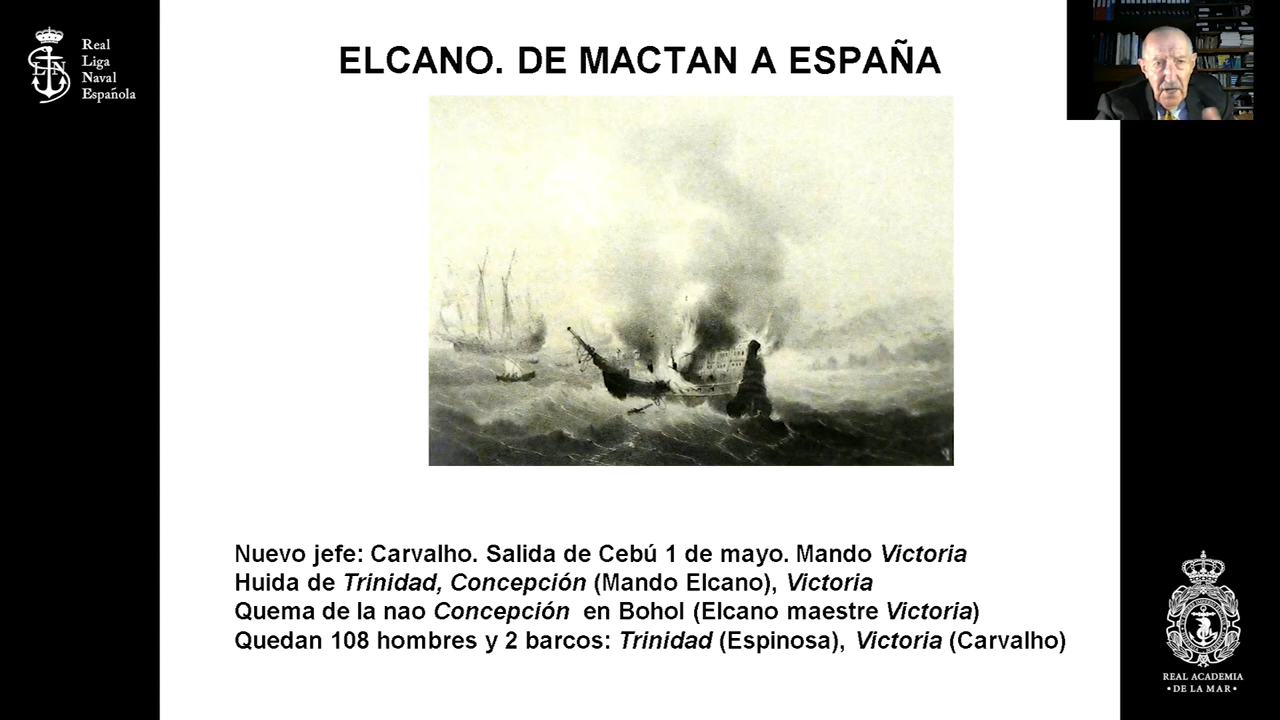 Real
Liga
Naval
Española
ELCANO. DE MACTAN A ESPAÑA
Nuevo jefe: Carvalho. Salida de Cebú 1 de mayo. Mando Victoria
Huida de Trinidad, Concepción (Mando Elcano), Victoria
Quema de la nao Concepción en Bohol (Elcano maestre Victoria)
Quedan 108 hombres y 2 barcos: Trinidad (Espinosa), Victoria (Carvalho)
REAL ACADEMIA
• DE LA MAR •